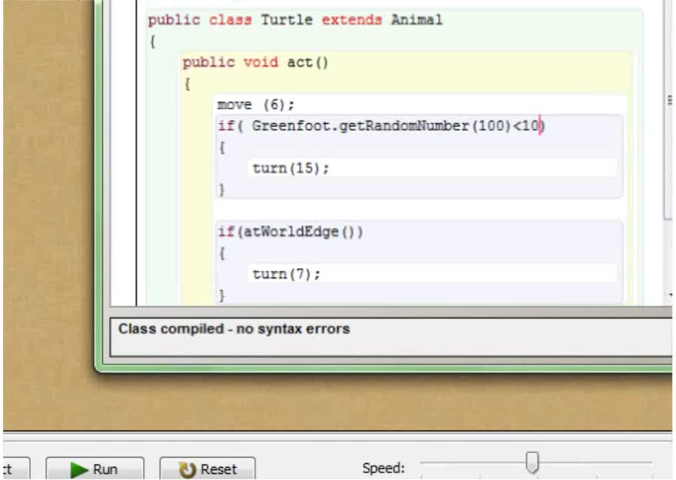 public class Turtle extends Animal
{
public void act()
{
move (6);
if( Greenfoot.getRandomNumber(100)<10)
{
turn(15);
}
if(atWorldEdge())
{
turn(7);
}
Class compiled - no syntax errors
ct Run Reset Speed: